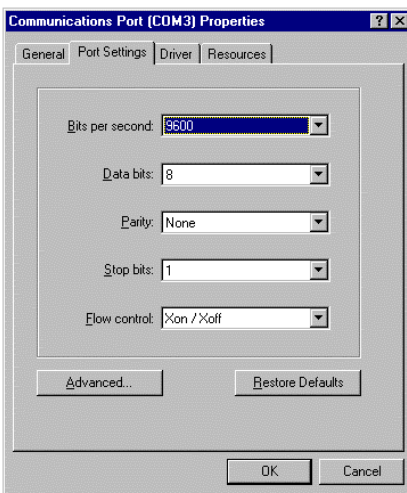 Communications Port (COM3) Properties
General Port Settings Driver Resources
Bits per second: 9600
Data bits: 8
Parity: None
Stop bits: 1
Flow control: Xon / Xoff
Advanced... Restore Defaults
OK Cancel